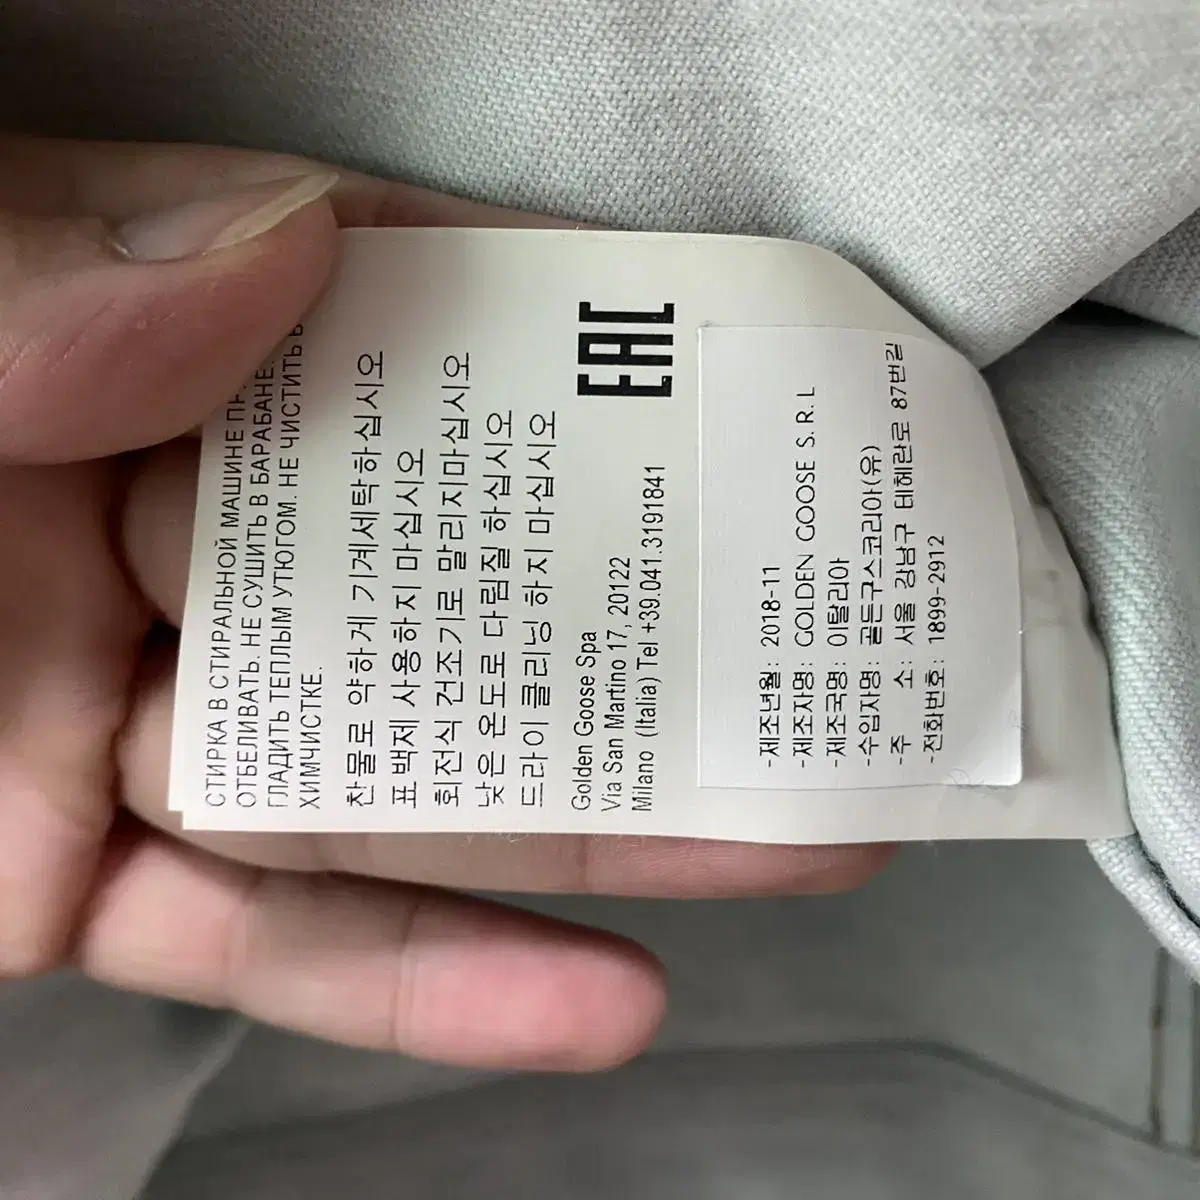 СТИРКА В СТИРАЛЬНОЙ МАШИНЕ
ОТБЕЛИВАТЬ. НЕ СУШИТЬ В БАРАБАНЕ.
ГЛАДИТЬ ТЕПЛЫМ УТЮГОМ. НЕ ЧИСТИТЬ В
ХИМЧИСТКЕ.
찬물로 약하게 기계세탁하십시오
표백제 사용하지 마십시오
회전식 건조기로 말리지마십시오
낮은 온도로 다림질 하십시오
드라이 클리닝 하지 마십시오
Golden Goose Spa
Via San Martino 17, 20122
Milano (Italia) Tel +39.041.3191841
EAC
-제조년월: 2018-11
-제조자명: GOLDEN GOOSE S.R.L
-제조국명: 이탈리아
-수입자명: 골든구스코리아(유)
-주 소: 서울 강남구 테헤란로 87번길
-전화번호: 1899-2912